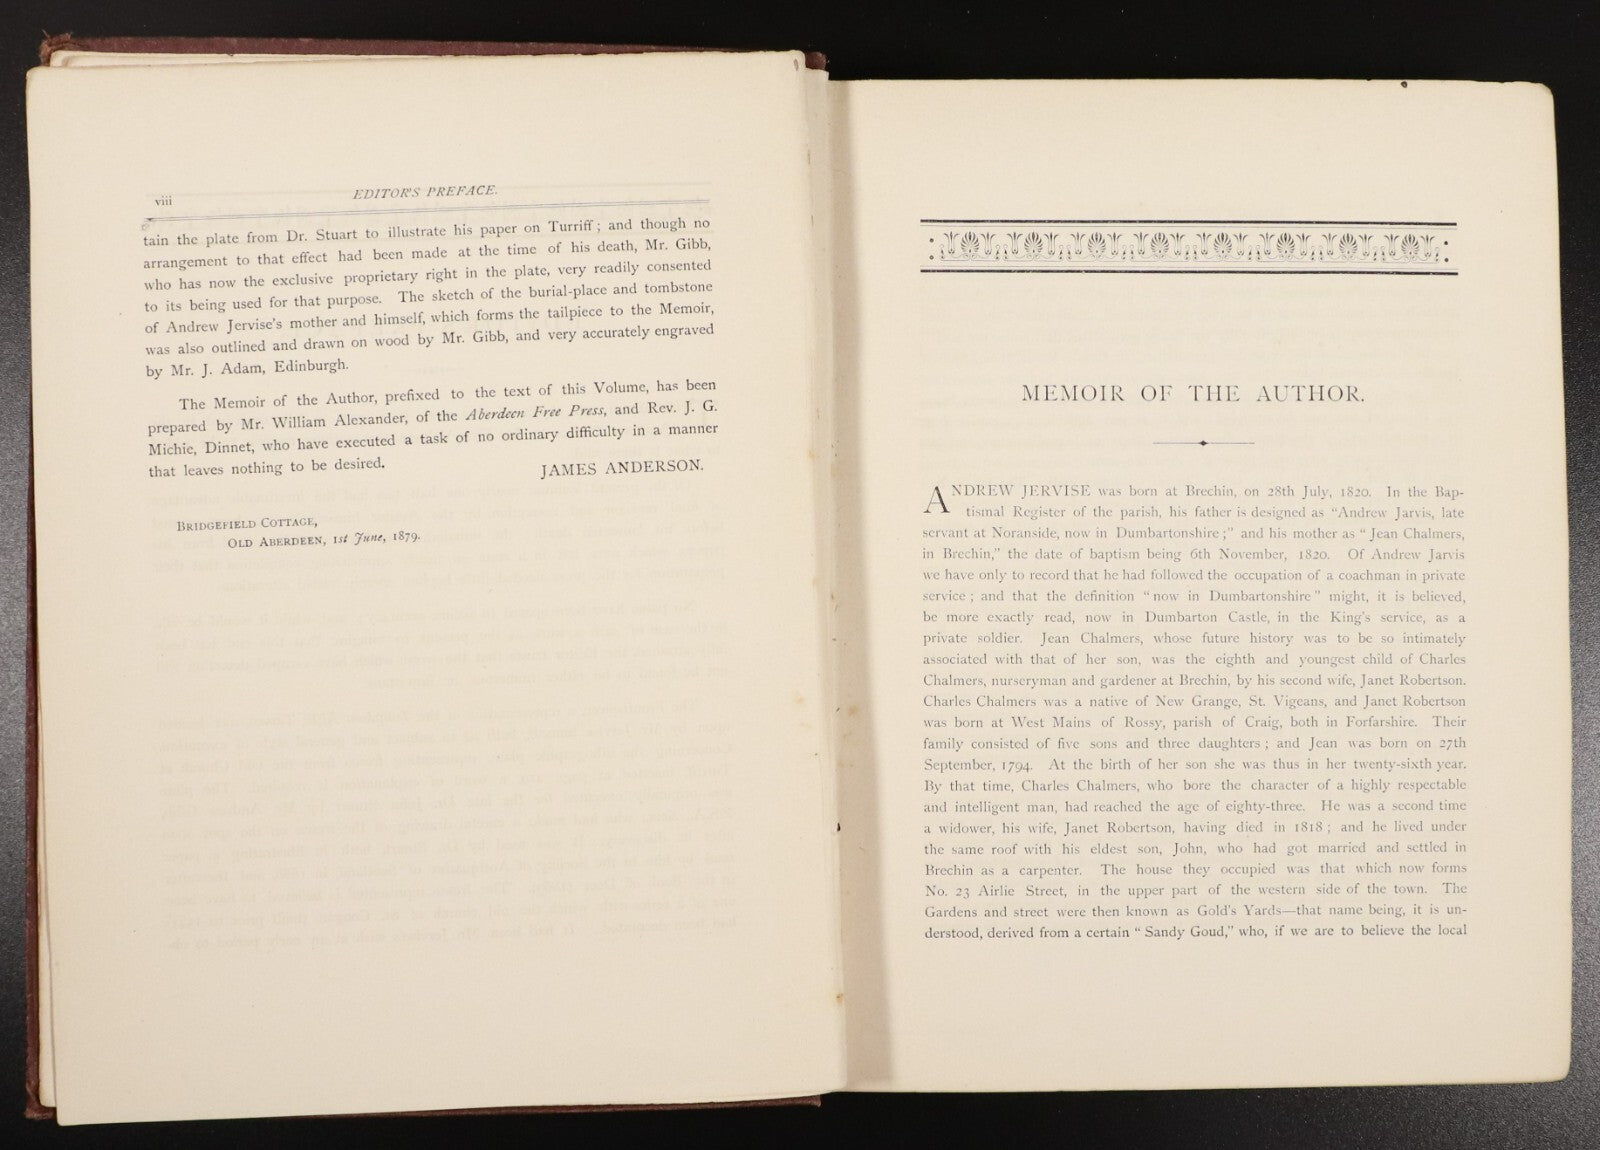 viii
EDITOR'S PREFACE.
tain the plate from Dr. Stuart to illustrate his paper on Turriff; and though no
arrangement to that effect had been made at the time of his death, Mr. Gibb,
who has now the exclusive proprietary right in the plate, very readily consented
to its being used for that purpose. The sketch of the burial-place and tombstone
of Andrew Jervise's mother and himself, which forms the tailpiece to the Memoir,
was also outlined and drawn on wood by Mr. Gibb, and very accurately engraved
by Mr. J. Adam, Edinburgh.
The Memoir of the Author, prefixed to the text of this Volume, has been
prepared by Mr. William Alexander, of the Aberdeen Free Press, and Rev. J. G.
Michie, Dinnet, who have executed a task of no ordinary difficulty in a manner
that leaves nothing to be desired.
JAMES ANDERSON.
BRIDGEFIELD COTTAGE,
OLD ABERDEEN, 1st June, 1879.
MEMOIR OF THE AUTHOR.
ANDREW JERVISE was born at Brechin, on 28th July, 1820. In the Bap-
tismal Register of the parish, his father is designed as "Andrew Jarvis, late
servant at Noranside, now in Dumbartonshire;" and his mother as "Jean Chalmers,
in Brechin," the date of baptism being 6th November, 1820. Of Andrew Jarvis
we have only to record that he had followed the occupation of a coachman in private
service; and that the definition "now in Dumbartonshire" might, it is believed,
be more exactly read, now in Dumbarton Castle, in the King's service, as a
private soldier. Jean Chalmers, whose future history was to be so intimately
associated with that of her son, was the eighth and youngest child of Charles
Chalmers, nurseryman and gardener at Brechin, by his second wife, Janet Robertson.
Charles Chalmers was a native of New Grange, St. Vigeans, and Janet Robertson
was born at West Mains of Rossy, parish of Craig, both in Forfarshire. Their
family consisted of five sons and three daughters; and Jean was born on 27th
September, 1794. At the birth of her son she was thus in her twenty-sixth year.
By that time, Charles Chalmers, who bore the character of a highly respectable
and intelligent man, had reached the age of eighty-three. He was a second time
a widower, his wife, Janet Robertson, having died in 1818; and he lived under
the same roof with his eldest son, John, who had got married and settled in
Brechin as a carpenter. The house they occupied was that which now forms
No. 23 Airlie Street, in the upper part of the western side of the town. The
Gardens and street were then known as Gold's Yards—that name being, it is un-
derstood, derived from a certain "Sandy Goud," who, if we are to believe the local